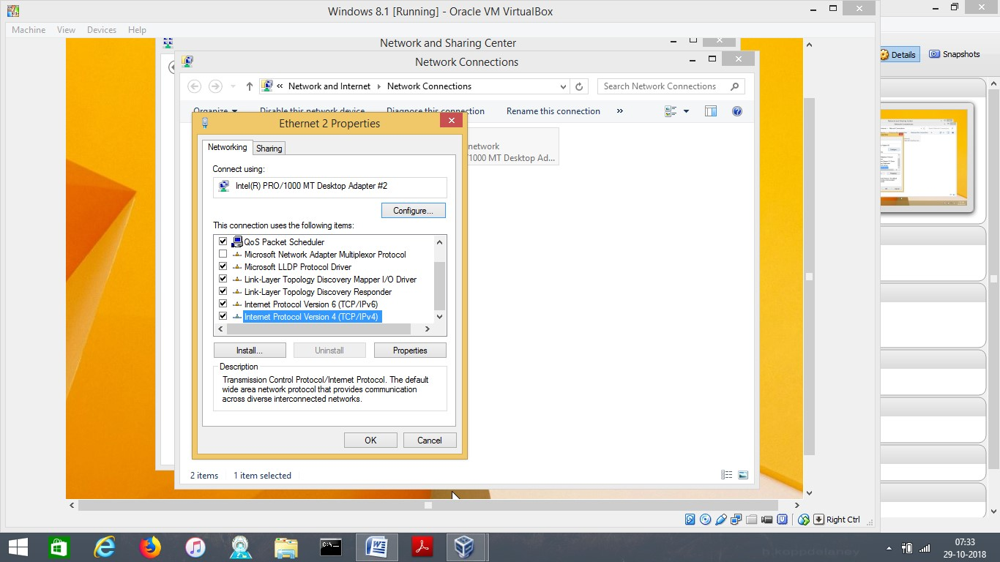 Windows 8.1 [Running] - Oracle VM VirtualBox
Machine View Devices Help
Details Snapshots
Network and Sharing Center
Network Connections
Network and Internet Network Connections
Search Network Connections
Organize Disable this network device Diagnose this connection Rename this connection »
network
/1000 MT Desktop Ad...
Ethernet 2 Properties
Networking Sharing
Connect using:
Intel(R) PRO/1000 MT Desktop Adapter #2
Configure...
This connection uses the following items:
QoS Packet Scheduler
Microsoft Network Adapter Multiplexor Protocol
Microsoft LLDP Protocol Driver
Link-Layer Topology Discovery Mapper I/O Driver
Link-Layer Topology Discovery Responder
Internet Protocol Version 6 (TCP/IPv6)
Internet Protocol Version 4 (TCP/IPv4)
Install... Uninstall Properties
Description
Transmission Control Protocol/Internet Protocol. The default
wide area network protocol that provides communication
across diverse interconnected networks.
OK Cancel
2 items 1 item selected
Right Ctrl
07:33
29-10-2018